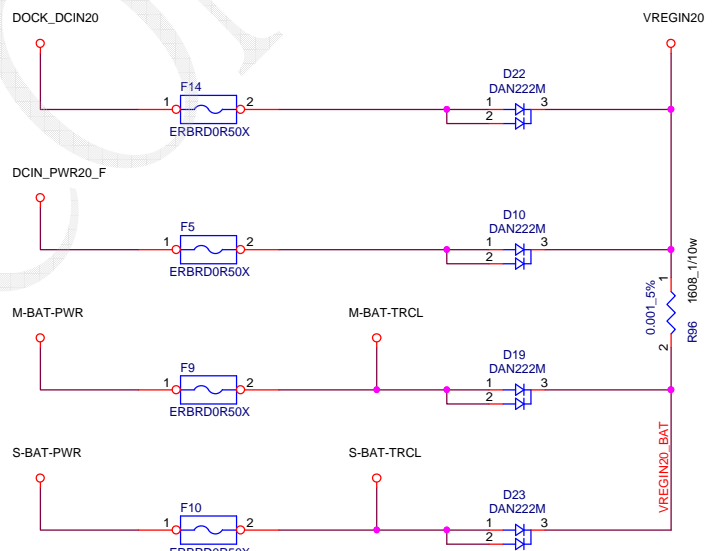 DOCK_DCIN20
VREGIN20
F14
1
2
ERBRD0R50X
D22
DAN222M
1
2
3
DCIN_PWR20_F
F5
1
2
ERBRD0R50X
D10
DAN222M
1
2
3
1
0.001_5%
1608_1/10w
R96
2
M-BAT-PWR
M-BAT-TRCL
F9
1
2
ERBRD0R50X
D19
DAN222M
1
2
3
VREGIN20_BAT
S-BAT-PWR
S-BAT-TRCL
F10
1
2
ERBRD0R50X
D23
DAN222M
1
2
3